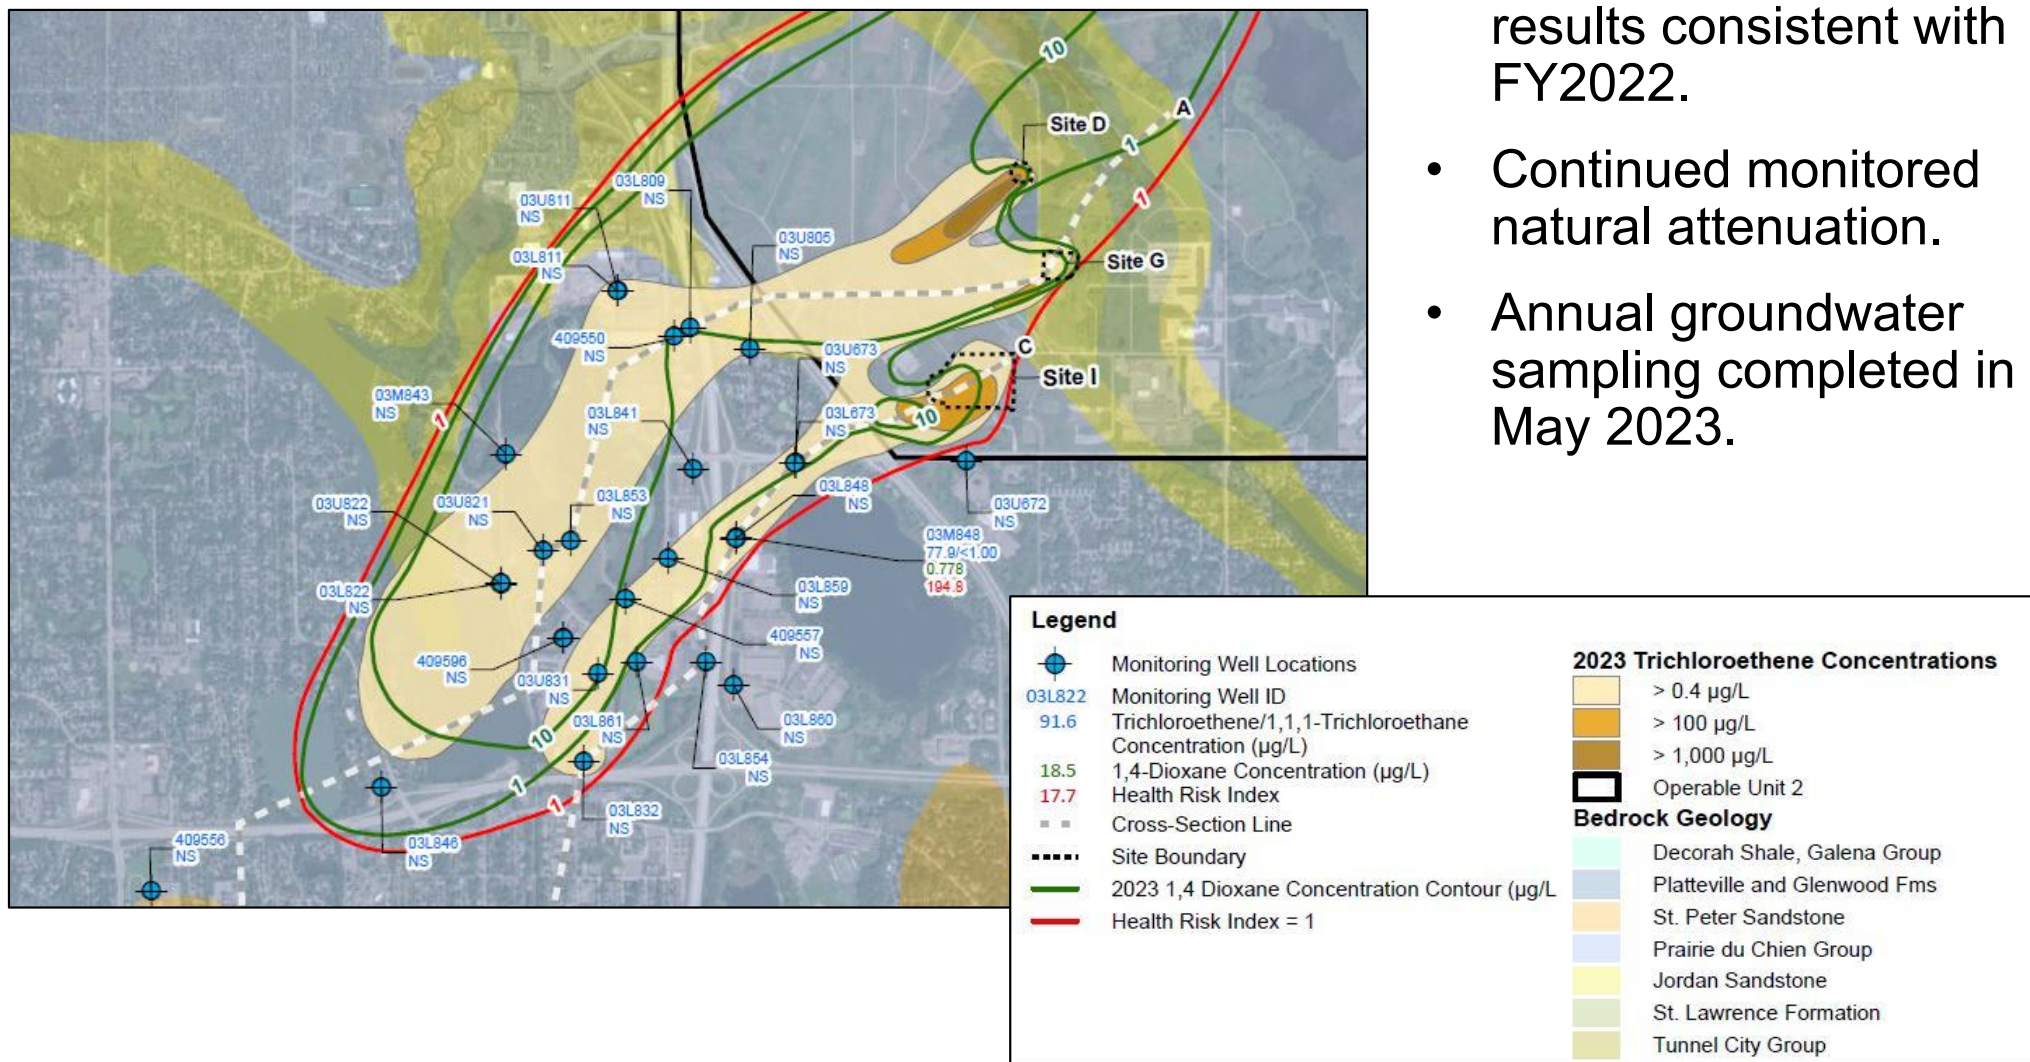 results consistent with
FY2022.
• Continued monitored
natural attenuation.
• Annual groundwater
sampling completed in
May 2023.
10
A
Site D
1
03L809
NS
03U811
NS
1
03U805
NS
03L811
NS
Site G
409550
NS
03U673
NS
C
Site I
03M843
NS
1
03L841
NS
03L673
NS
10
03L848
NS
03U822
NS
03U821
NS
03L853
NS
03U672
NS
03M848
77.9/<1.00
0.778
194.8
03L822
NS
03L859
NS
409557
NS
409596
NS
03U831
NS
03L861
NS
03L860
NS
10
03L854
NS
1
1
03L832
NS
409556
NS
03L846
NS
Legend
Monitoring Well Locations
03L822 Monitoring Well ID
91.6 Trichloroethene/1,1,1-Trichloroethane
Concentration (µg/L)
18.5 1,4-Dioxane Concentration (µg/L)
17.7 Health Risk Index
Cross-Section Line
Site Boundary
2023 1,4 Dioxane Concentration Contour (µg/L
Health Risk Index = 1
2023 Trichloroethene Concentrations
> 0.4 µg/L
> 100 µg/L
> 1,000 µg/L
Operable Unit 2
Bedrock Geology
Decorah Shale, Galena Group
Platteville and Glenwood Fms
St. Peter Sandstone
Prairie du Chien Group
Jordan Sandstone
St. Lawrence Formation
Tunnel City Group